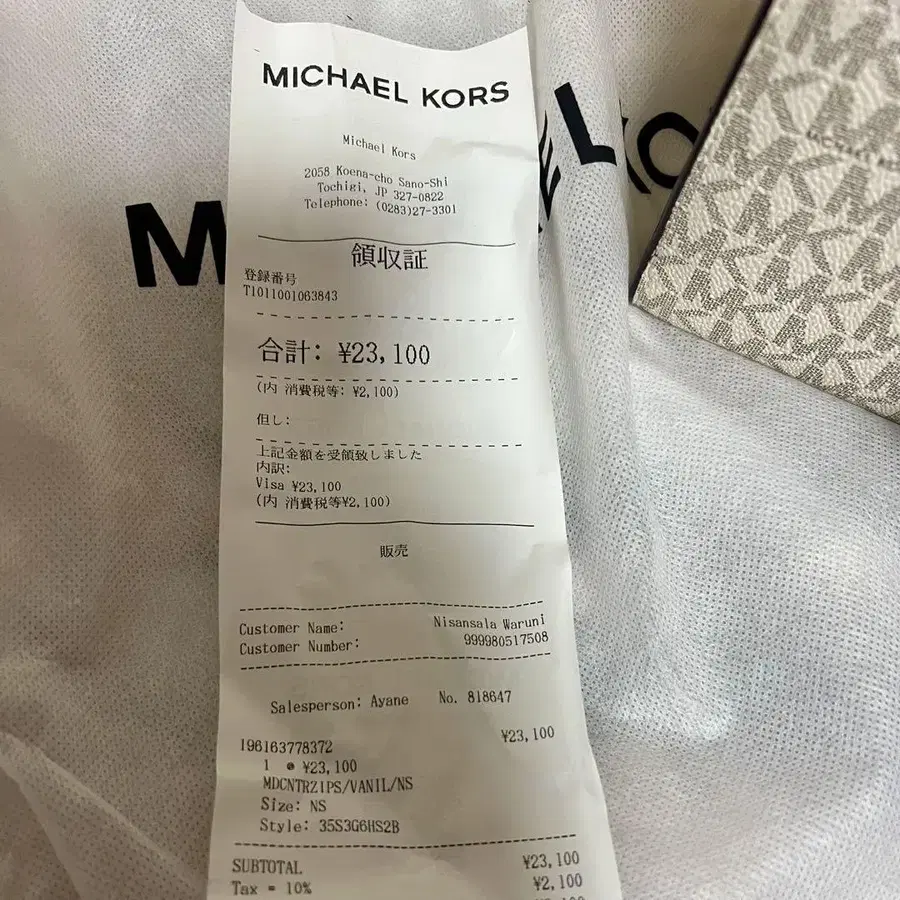 MICHAEL KORS
Michael Kors
2058 Koena-cho Sano-Shi
Tochigi, JP 327-0822
Telephone: (0283)27-3301
領収証
登録番号
T1011001063843
合計: ¥23,100
(内 消費税等: ¥2,100)
但し:
上記金額を受領致しました
内訳:
Visa ¥23,100
(内 消費税等¥2,100)
販売
Customer Name: Nisansala Waruni
Customer Number: 999980517508
Salesperson: Ayane No. 818647
196163778372 ¥23,100
1 @ ¥23,100
MDCNTRZIPS/VANIL/NS
Size: NS
Style: 35S3G6HS2B
SUBTOTAL ¥23,100
Tax = 10% ¥2,100